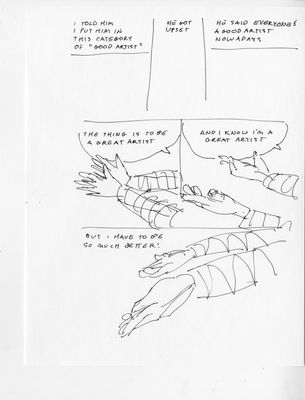 I TOLD HIM
I PUT HIM IN
THIS CATEGORY
OF "GOOD ARTIST"
HE GOT
UPSET
HE SAID EVERYONE'S
A GOOD ARTIST
NOWADAYS.
THE THING IS TO BE
A GREAT ARTIST
AND I KNOW I'M A
GREAT ARTIST
BUT I HAVE TO BE
SO MUCH BETTER!